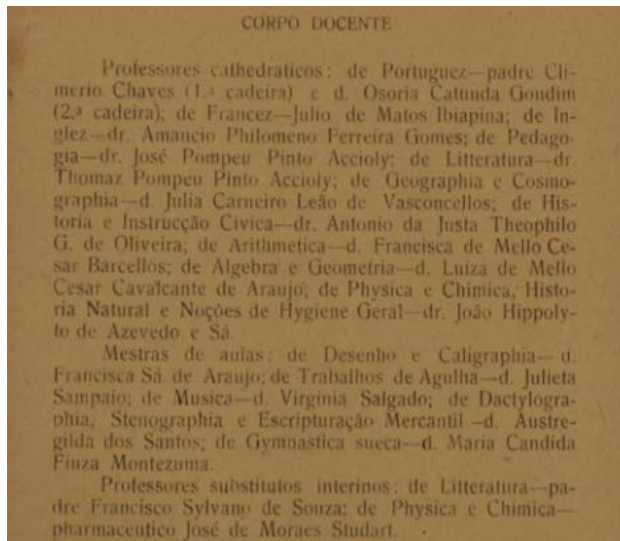 CORPO DOCENTE
Professores cathedraticos: de Portuguez—padre Cli-
merio Chaves (1.ª cadeira) e d. Osoria Catunda Gondim
(2.ª cadeira); de Francez—Julio de Matos Ibiapina; de In-
glez—dr. Amancio Philomeno Ferreira Gomes; de Pedago-
gia—dr. José Pompeu Pinto Accioly; de Litteratura—dr.
Thomaz Pompeu Pinto Accioly; de Geographia e Cosmo-
graphia—d. Julia Carneiro Leão de Vasconcellos; de His-
toria e Instrucção Civica—dr. Antonio da Justa Theophilo
G. de Oliveira; de Arithmetica—d. Francisca de Mello Ce-
sar Barcellos; de Algebra e Geometria—d. Luiza de Mello
Cesar Cavalcante de Araujo; de Physica e Chimica, Histo-
ria Natural e Noções de Hygiene Geral—dr. João Hippoly-
to de Azevedo e Sá.
Mestras de aulas: de Desenho e Caligraphia—d.
Francisca Sá de Araujo; de Trabalhos de Agulha—d. Julieta
Sampaio; de Musica—d. Virginia Salgado; de Dactylogra-
phia, Stenographia e Escripturação Mercantil—d. Austre-
gilda dos Santos; de Gymnastica sueca—d. Maria Candida
Fiuza Montezuma.
Professores substitutos interinos: de Litteratura—pa-
dre Francisco Sylvano de Souza; de Physica e Chimica—
pharmaceutico José de Moraes Studart.